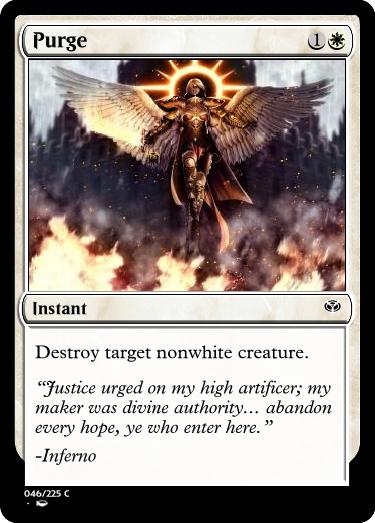 Purge 1
Instant
Destroy target nonwhite creature.
“Justice urged on my high artificer; my
maker was divine authority… abandon
every hope, ye who enter here.”
-Inferno
046/225 C